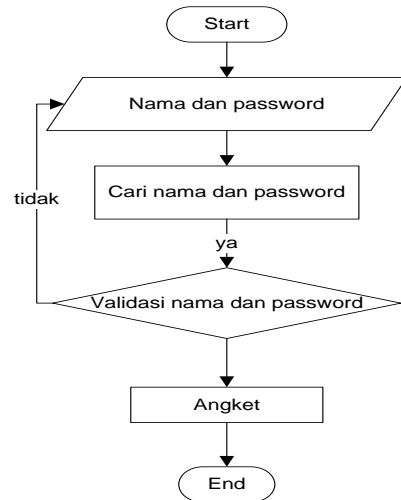 Start
Nama dan password
Cari nama dan password
tidak
ya
Validasi nama dan password
Angket
End